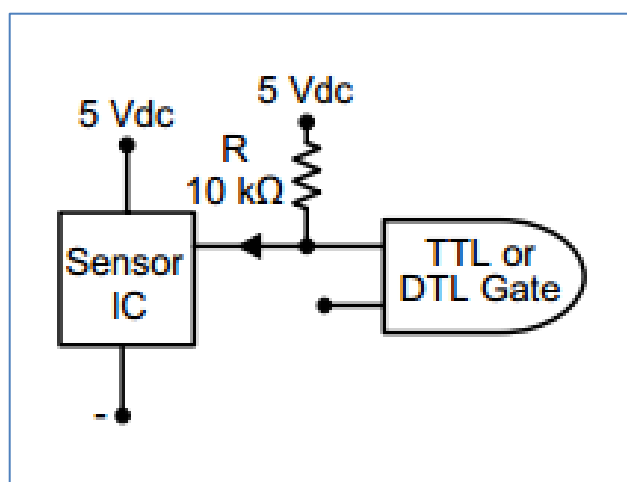 5 Vdc
5 Vdc
R
10 kΩ
Sensor
IC
TTL or
DTL Gate
-